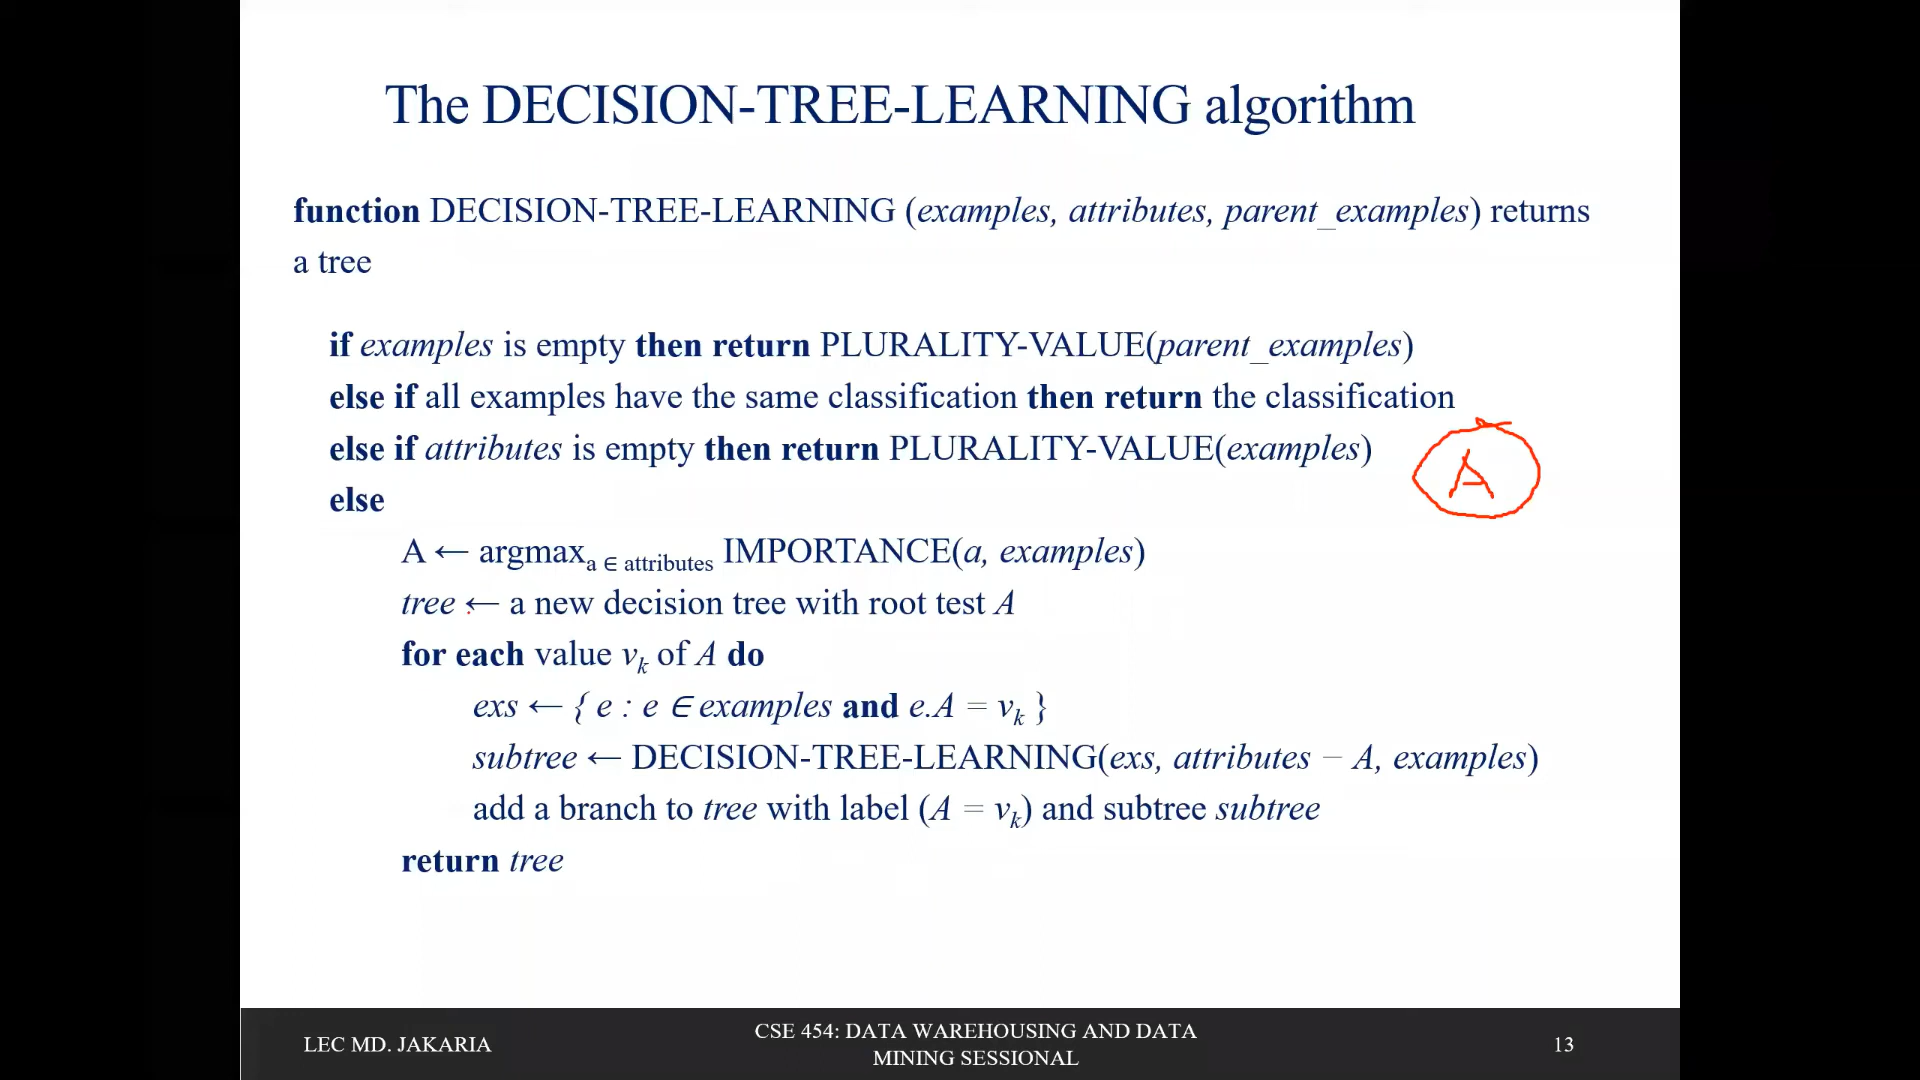 The DECISION-TREE-LEARNING algorithm
function DECISION-TREE-LEARNING (examples, attributes, parent_examples) returns
a tree
if examples is empty then return PLURALITY-VALUE(parent_examples)
else if all examples have the same classification then return the classification
else if attributes is empty then return PLURALITY-VALUE(examples)
A
else
A ← argmax a ∈ attributes IMPORTANCE(a, examples)
tree ← a new decision tree with root test A
for each value vk of A do
exs ← { e : e ∈ examples and e.A = vk }
subtree ← DECISION-TREE-LEARNING(exs, attributes − A, examples)
add a branch to tree with label (A = vk) and subtree subtree
return tree
LEC MD. JAKARIA
CSE 454: DATA WAREHOUSING AND DATA
MINING SESSIONAL
13